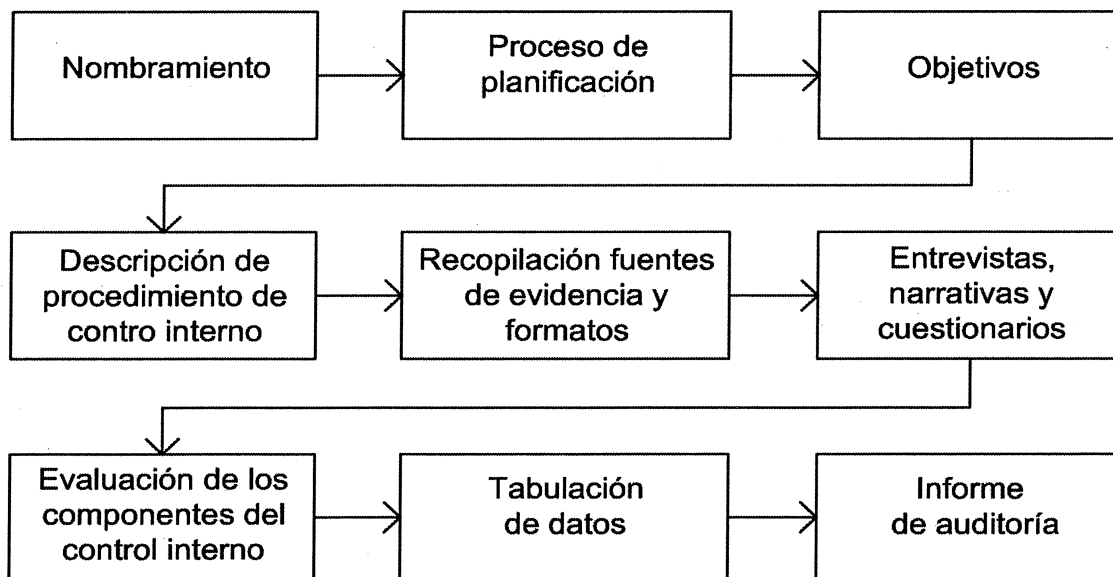 Nombramiento
Proceso de
planificación
Objetivos
Descripción de
procedimiento de
contro interno
Recopilación fuentes
de evidencia y
formatos
Entrevistas,
narrativas y
cuestionarios
Evaluación de los
componentes del
control interno
Tabulación
de datos
Informe
de auditoría